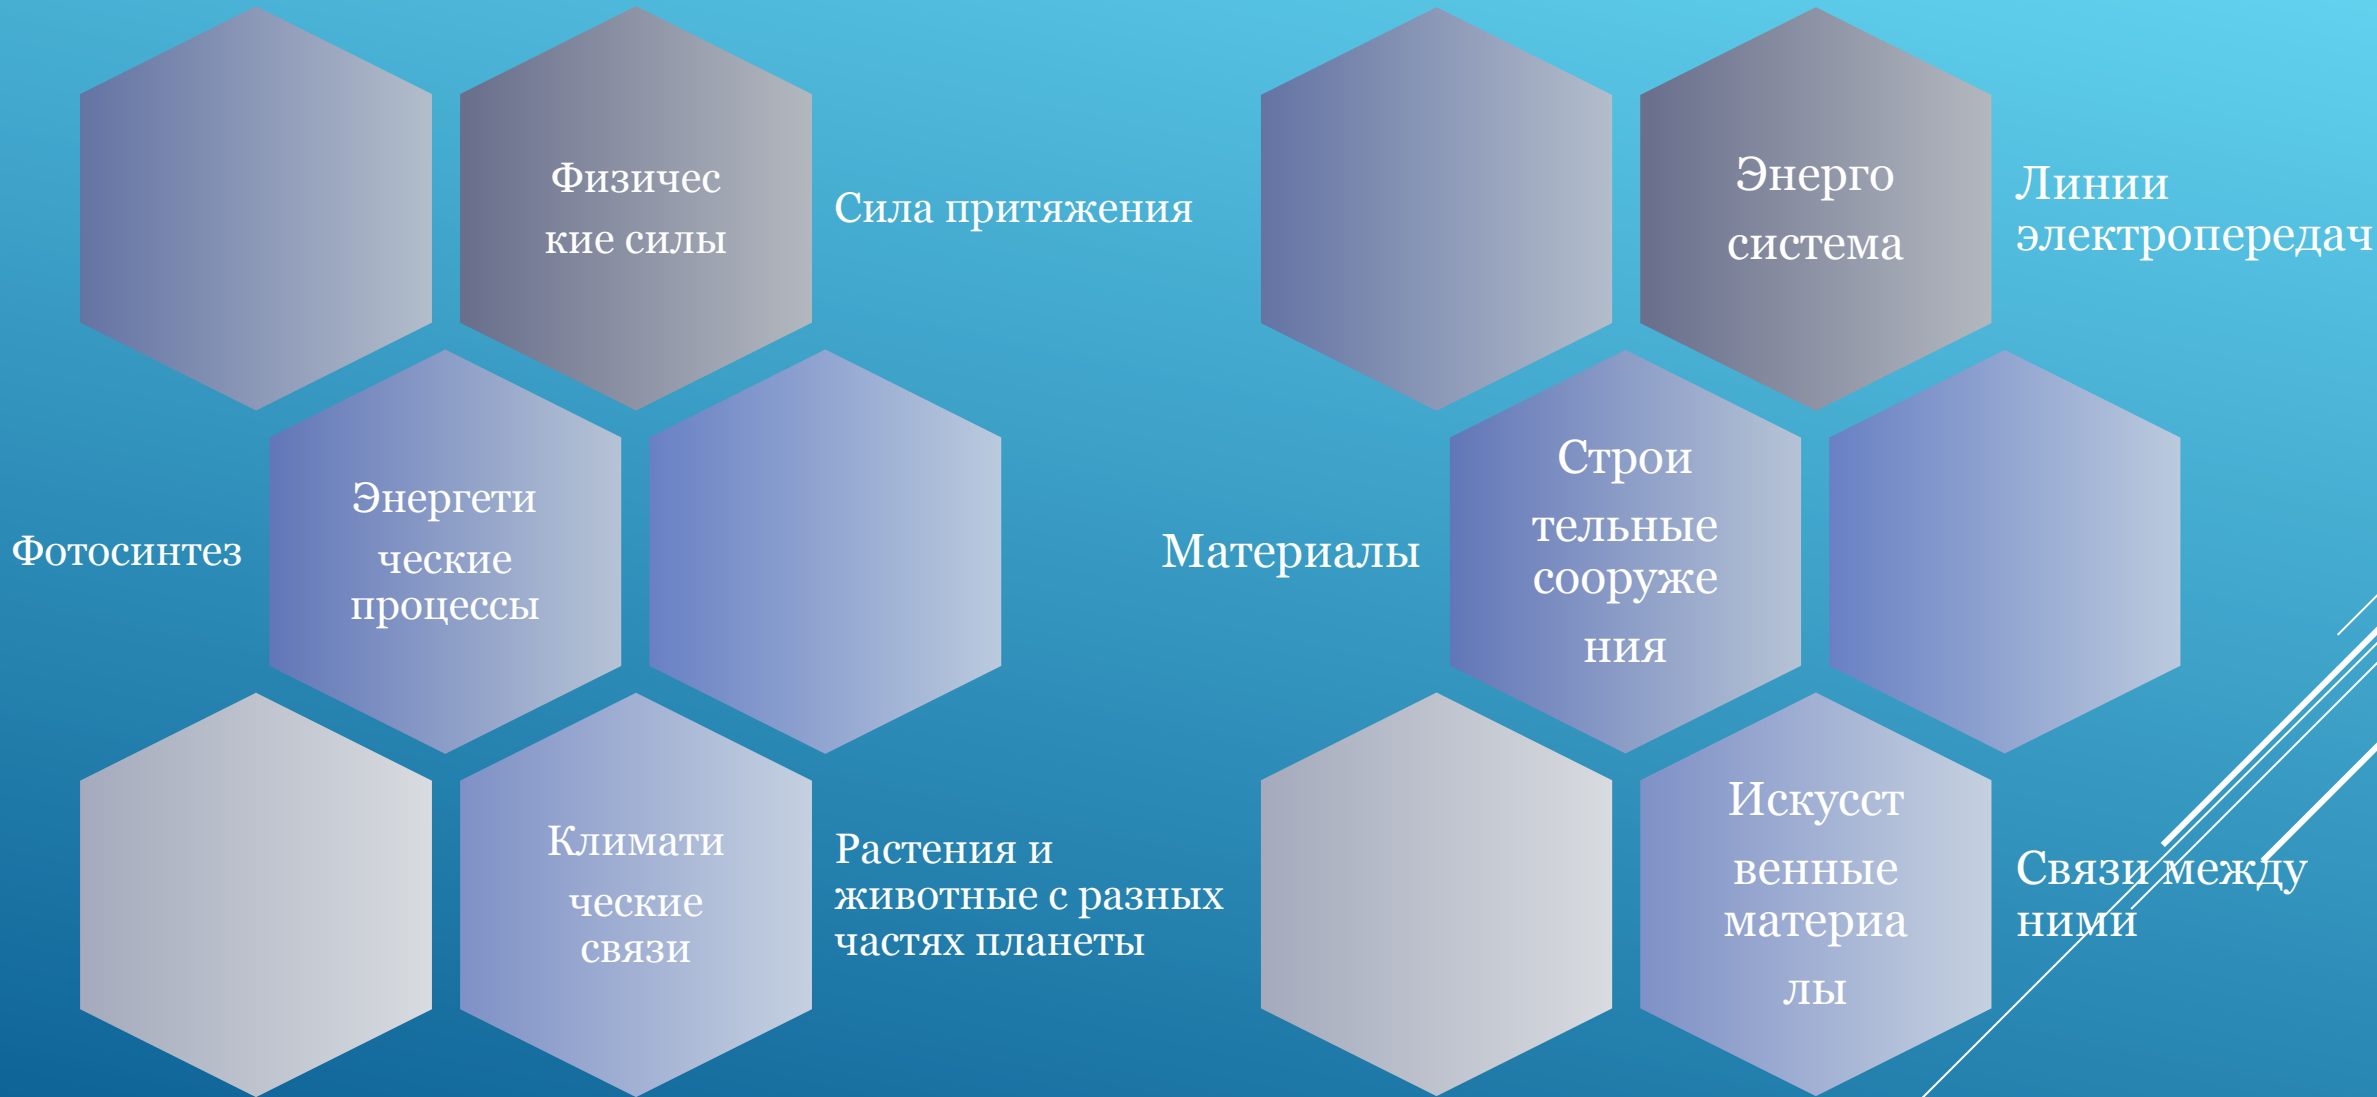 Физичес
кие силы
Сила притяжения
Фотосинтез
Энергети
ческие
процессы
Климати
ческие
связи
Растения и
животные с разных
частях планеты
Энерго
система
Линии
электропередач
Материалы
Строи
тельные
сооруже
ния
Искусст
венные
материа
лы
Связи между
ними